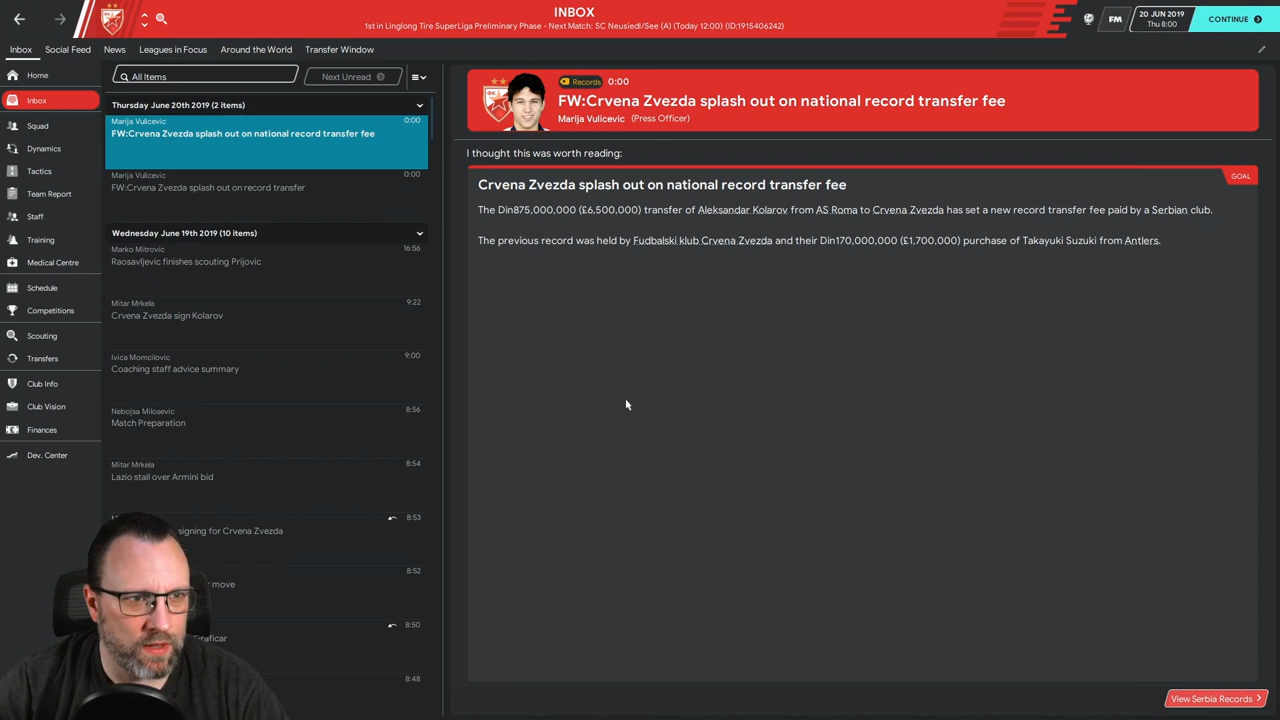 INBOX
1st in Linglong Tire SuperLiga Preliminary Phase - Next Match: SC Neusiedl/See (A) (Today 12:00) (ID:1915406242)
FM
20 JUN 2019
Thu 8:00
CONTINUE
Inbox
Social Feed
News
Leagues in Focus
Around the World
Transfer Window
Home
Inbox
Squad
Dynamics
Tactics
Team Report
Staff
Training
Medical Centre
Schedule
Competitions
Scouting
Transfers
Club Info
Club Vision
Finances
Dev. Center
All Items
Next Unread
Thursday June 20th 2019 (2 items)
Marija Vulicevic 0:00
FW:Crvena Zvezda splash out on national record transfer fee
Marija Vulicevic 0:00
FW:Crvena Zvezda splash out on record transfer
Wednesday June 19th 2019 (10 items)
Marko Mitrovic 16:56
Raosavljevic finishes scouting Prijovic
Mitar Mrkela 9:22
Crvena Zvezda sign Kolarov
Ivica Momcilovic 9:00
Coaching staff advice summary
Nebojsa Milosevic 8:56
Match Preparation
Mitar Mrkela 8:54
Lazio stall over Armini bid
8:53
signing for Crvena Zvezda
8:52
move
8:50
8:48
Records 0:00
FW:Crvena Zvezda splash out on national record transfer fee
Marija Vulicevic (Press Officer)
I thought this was worth reading:
GOAL
Crvena Zvezda splash out on national record transfer fee
The Din875,000,000 (£6,500,000) transfer of Aleksandar Kolarov from AS Roma to Crvena Zvezda has set a new record transfer fee paid by a Serbian club.
The previous record was held by Fudbalski klub Crvena Zvezda and their Din170,000,000 (£1,700,000) purchase of Takayuki Suzuki from Antlers.
View Serbia Records